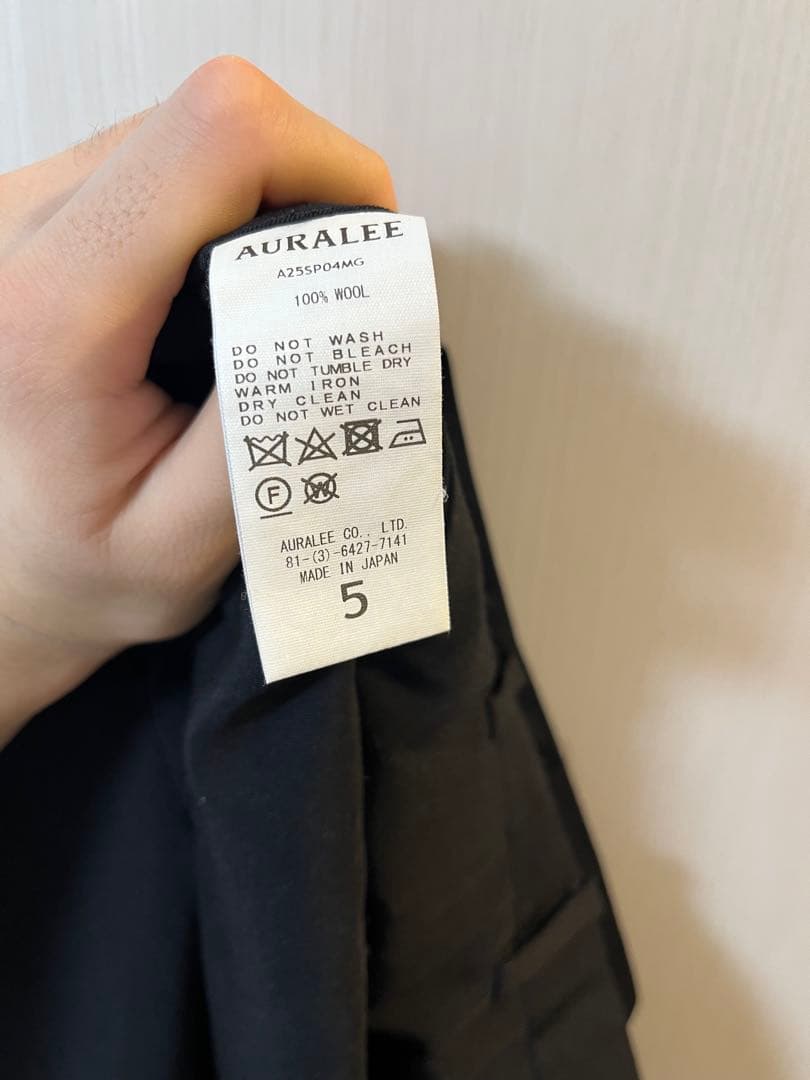 AURALEE
A25SP04MG
100% WOOL
DO NOT WASH
DO NOT BLEACH
DO NOT TUMBLE DRY
WARM IRON
DRY CLEAN
DO NOT WET CLEAN
F W
AURALEE CO., LTD.
81-(3)-6427-7141
MADE IN JAPAN
5